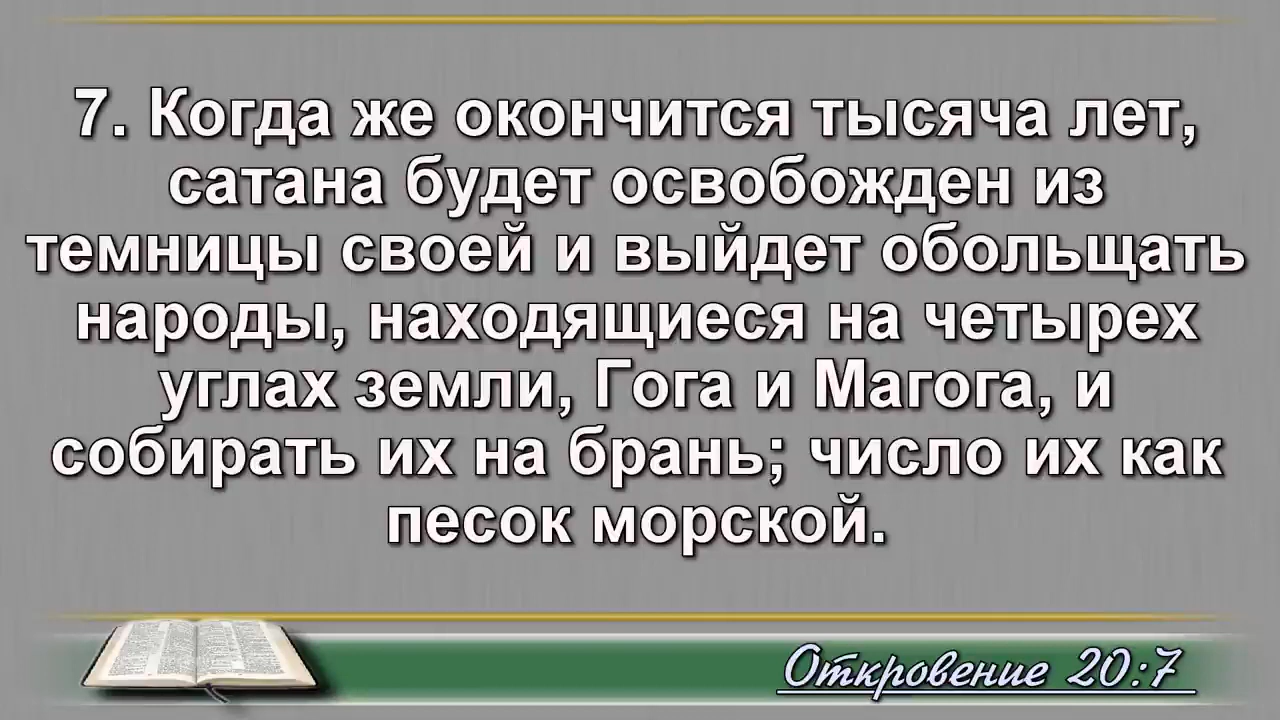 7. Когда же окончится тысяча лет,
сатана будет освобожден из
темницы своей и выйдет обольщать
народы, находящиеся на четырех
углах земли, Гога и Магога, и
собирать их на брань; число их как
песок морской.
Откровение 20:7